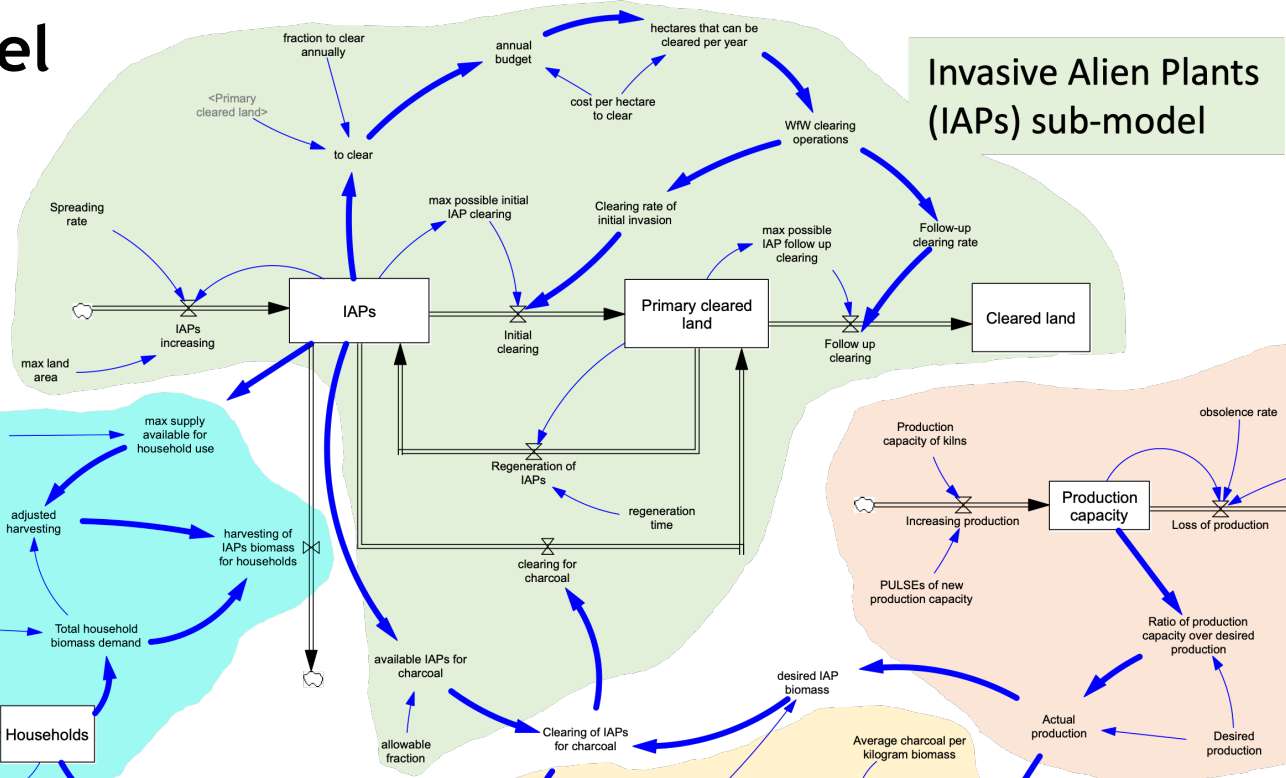 el
Invasive Alien Plants
(IAPs) sub-model
fraction to clear
annually
annual
budget
hectares that can be
cleared per year
<Primary
cleared land>
cost per hectare
to clear
to clear
WfW clearing
operations
Spreading
rate
max possible initial
IAP clearing
Clearing rate of
initial invasion
max possible
IAP follow up
clearing
Follow-up
clearing rate
IAPs
increasing
IAPs
Initial
clearing
Primary cleared
land
Follow up
clearing
Cleared land
max land
area
max supply
available for
household use
adjusted
harvesting
harvesting of
IAPs biomass
for households
Total household
biomass demand
Households
Regeneration of
IAPs
regeneration
time
clearing for
charcoal
available IAPs for
charcoal
allowable
fraction
Clearing of IAPs
for charcoal
desired IAP
biomass
Production
capacity of kilns
obsolence rate
Increasing production
Production
capacity
Loss of production
PULSEs of new
production capacity
Ratio of production
capacity over desired
production
Actual
production
Desired
production
Average charcoal per
kilogram biomass